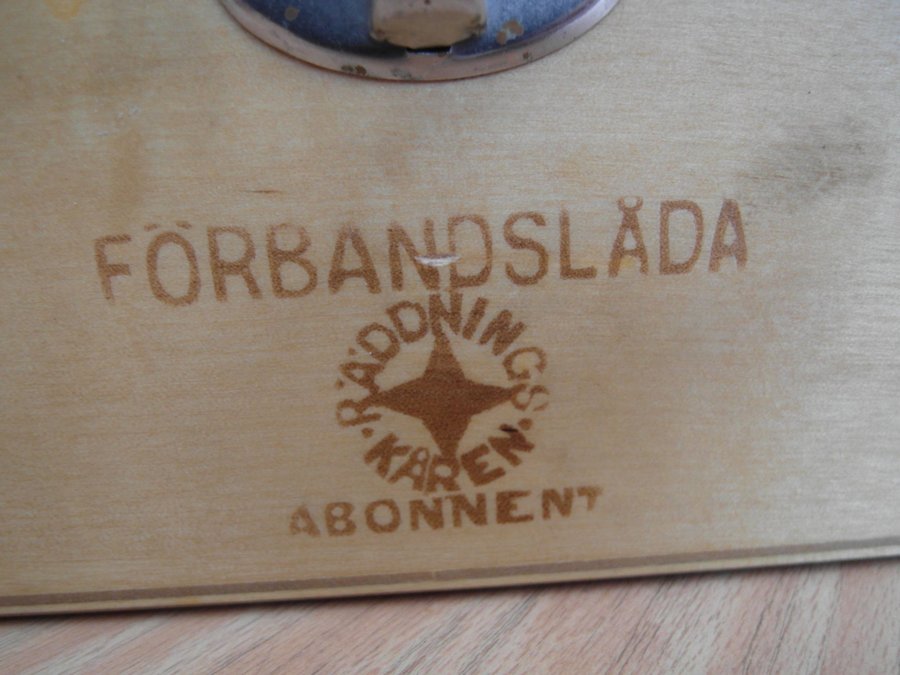 FÖRBANDSLÅDA
RÄDDNINGS
·KÅREN·
ABONNENT